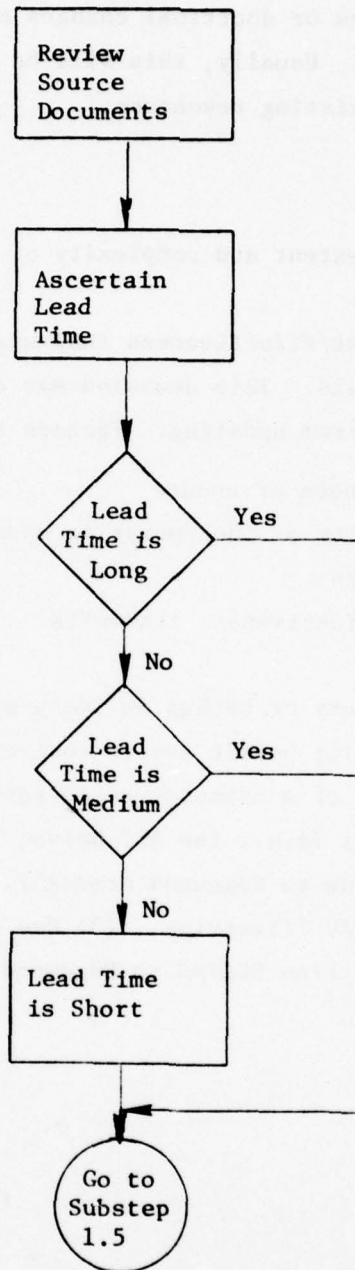 Review
Source
Documents
Ascertain
Lead
Time
Lead
Time is
Long
Yes
No
Lead
Time is
Medium
Yes
No
Lead Time
is Short
Go to
Substep
1.5